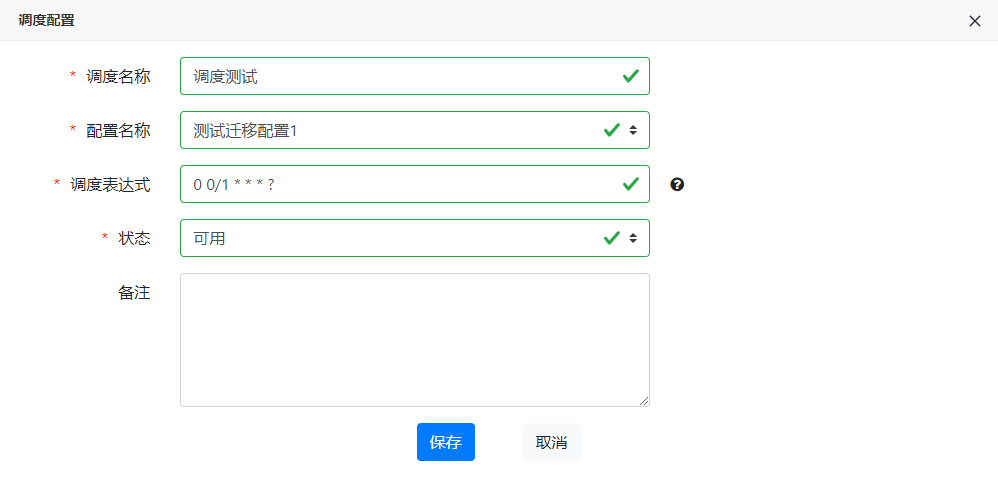 调度配置
* 调度名称 调度测试
* 配置名称 测试迁移配置1
* 调度表达式 0 0/1 * * * ?
* 状态 可用
备注
保存 取消